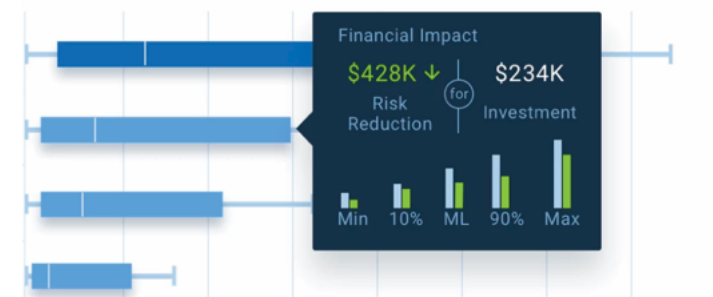 Financial Impact
$428K ↓ for $234K
Risk Reduction
Investment
Min 10% ML 90% Max